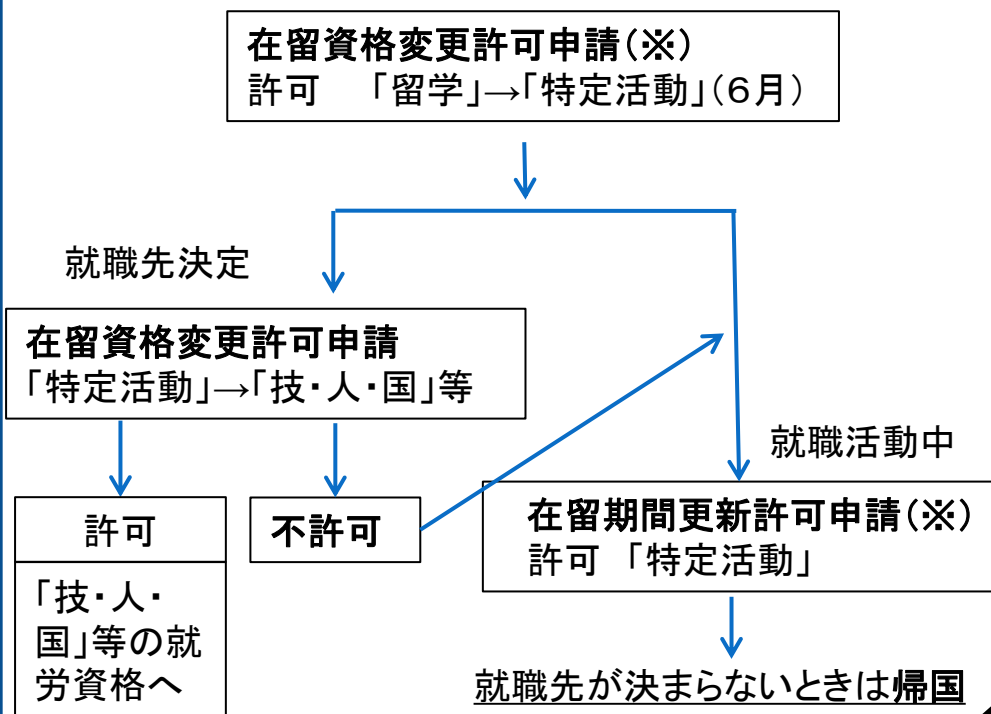 在留資格変更許可申請(※)
許可 「留学」→「特定活動」(6月)
就職先決定
在留資格変更許可申請
「特定活動」→「技・人・国」等
許可
「技・人・
国」等の就
労資格へ
不許可
就職活動中
在留期間更新許可申請(※)
許可 「特定活動」
就職先が決まらないときは帰国